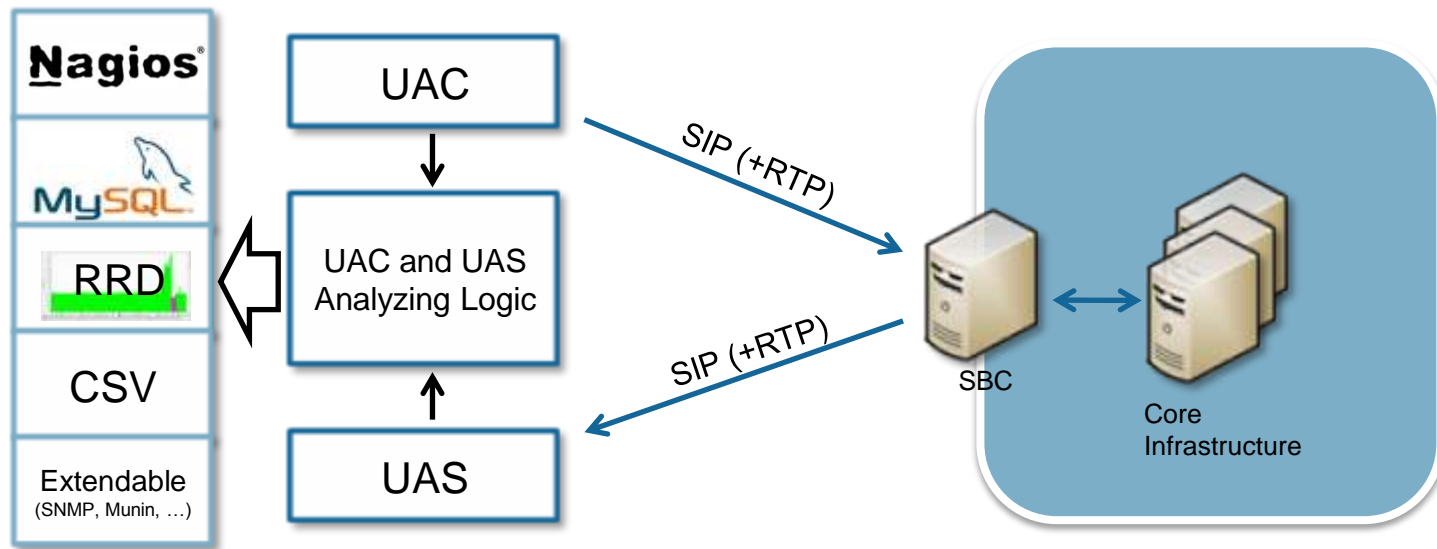 Nagios®
MySQL
RRD
CSV
Extendable
(SNMP, Munin, …)
UAC
UAC and UAS
Analyzing Logic
UAS
SIP (+RTP)
SIP (+RTP)
SBC
Core
Infrastructure